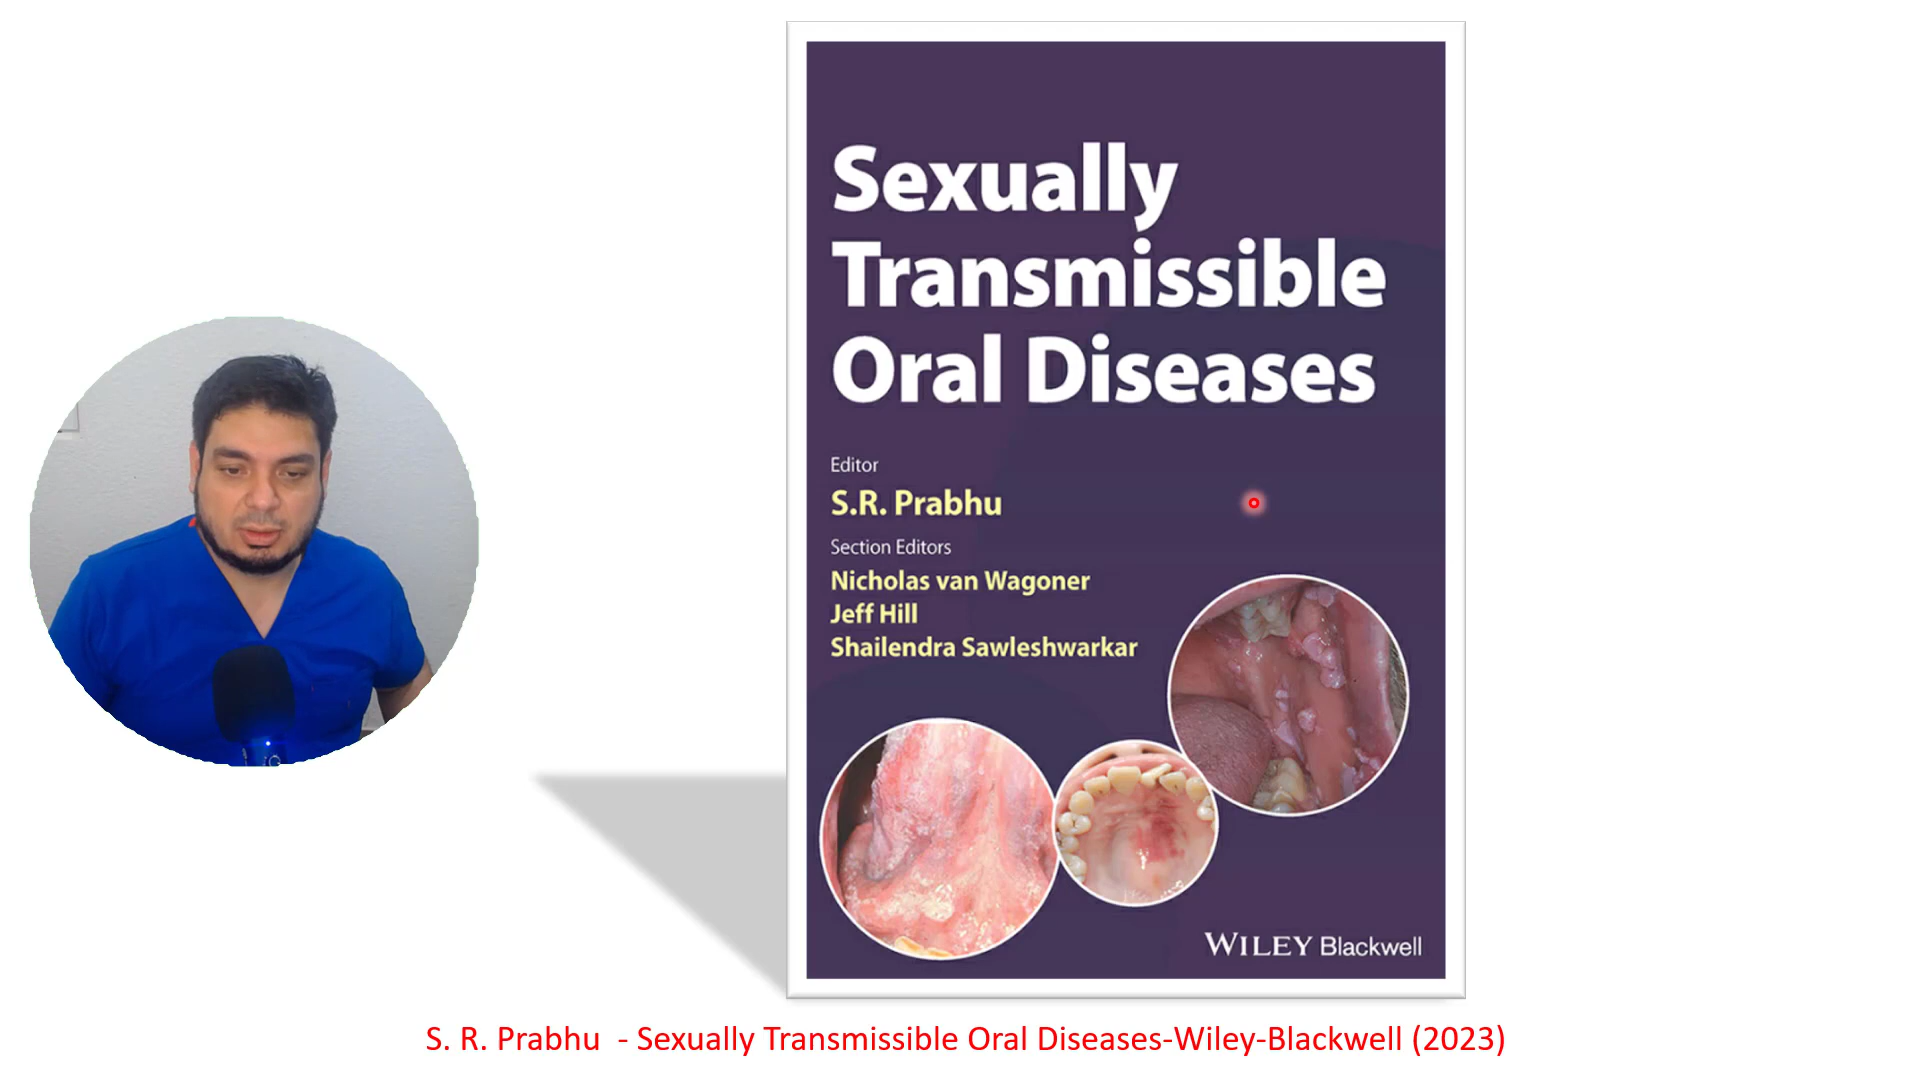 Sexually
Transmissible
Oral Diseases
Editor
S.R. Prabhu
Section Editors
Nicholas van Wagoner
Jeff Hill
Shailendra Sawleshwarkar
WILEY Blackwell
S. R. Prabhu - Sexually Transmissible Oral Diseases-Wiley-Blackwell (2023)